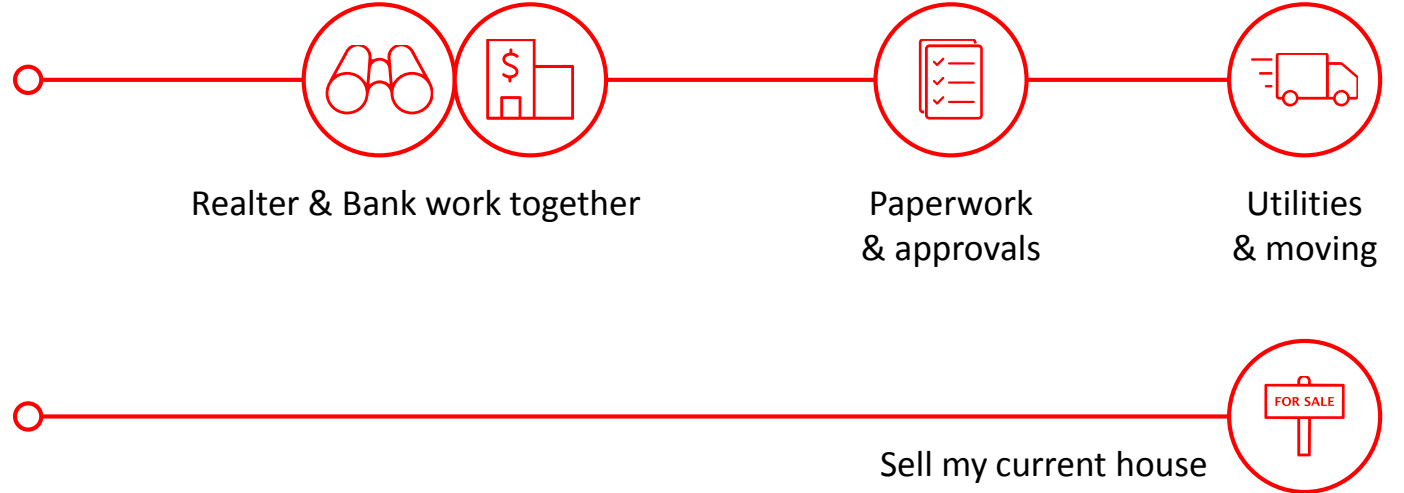 $
Realter & Bank work together
Paperwork
& approvals
Utilities
& moving
FOR SALE
Sell my current house